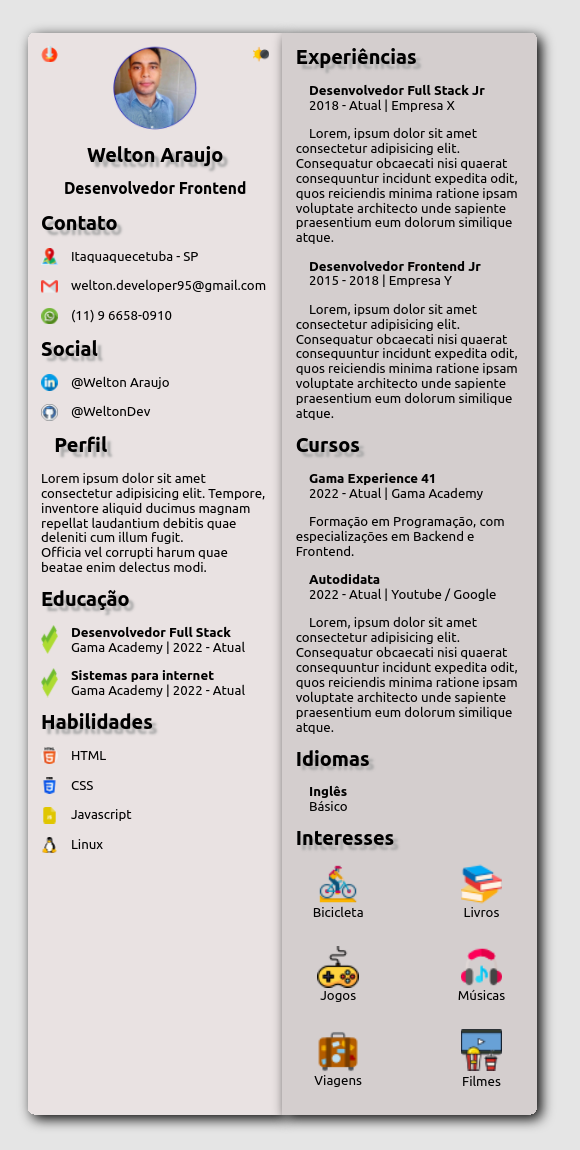 Welton Araujo
Desenvolvedor Frontend
Contato
Itaquaquecetuba - SP
welton.developer95@gmail.com
(11) 9 6658-0910
Social
@Welton Araujo
@WeltonDev
Perfil
Lorem ipsum dolor sit amet
consectetur adipisicing elit. Tempore,
inventore aliquid ducimus magnam
repellat laudantium debitis quae
deleniti cum illum fugit.
Officia vel corrupti harum quae
beatae enim delectus modi.
Educação
Desenvolvedor Full Stack
Gama Academy | 2022 - Atual
Sistemas para internet
Gama Academy | 2022 - Atual
Habilidades
HTML
CSS
Javascript
Linux
Experiências
Desenvolvedor Full Stack Jr
2018 - Atual | Empresa X
Lorem, ipsum dolor sit amet
consectetur adipisicing elit.
Consequatur obcaecati nisi quaerat
consequuntur incidunt expedita odit,
quos reiciendis minima ratione ipsam
voluptate architecto unde sapiente
praesentium eum dolorum similique
atque.
Desenvolvedor Frontend Jr
2015 - 2018 | Empresa Y
Lorem, ipsum dolor sit amet
consectetur adipisicing elit.
Consequatur obcaecati nisi quaerat
consequuntur incidunt expedita odit,
quos reiciendis minima ratione ipsam
voluptate architecto unde sapiente
praesentium eum dolorum similique
atque.
Cursos
Gama Experience 41
2022 - Atual | Gama Academy
Formação em Programação, com
especializações em Backend e
Frontend.
Autodidata
2022 - Atual | Youtube / Google
Lorem, ipsum dolor sit amet
consectetur adipisicing elit.
Consequatur obcaecati nisi quaerat
consequuntur incidunt expedita odit,
quos reiciendis minima ratione ipsam
voluptate architecto unde sapiente
praesentium eum dolorum similique
atque.
Idiomas
Inglês
Básico
Interesses
Bicicleta
Livros
Jogos
Músicas
Viagens
Filmes